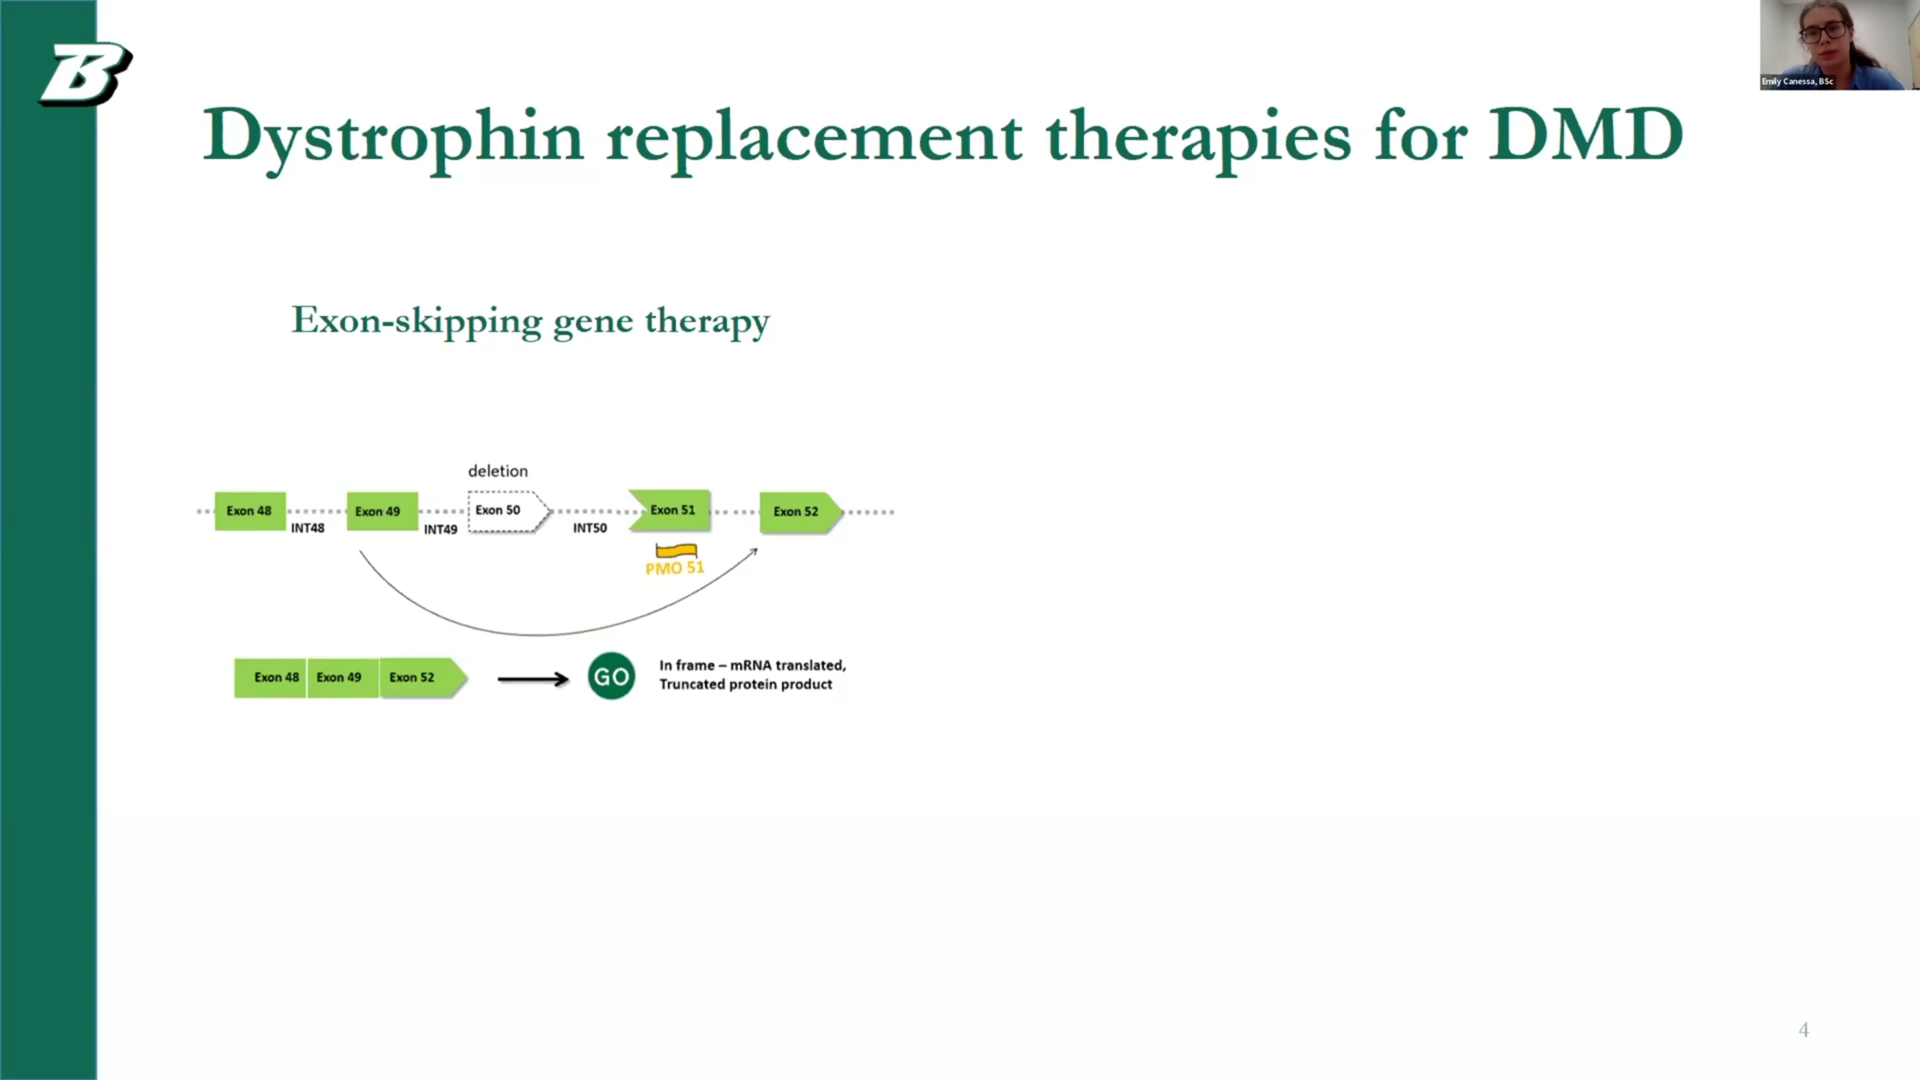 B
Emily Canessa, BSc
Dystrophin replacement therapies for DMD
Exon-skipping gene therapy
deletion
Exon 48
INT48
Exon 49
INT49
Exon 50
INT50
Exon 51
Exon 52
PMO 51
Exon 48
Exon 49
Exon 52
GO
In frame – mRNA translated,
Truncated protein product
4